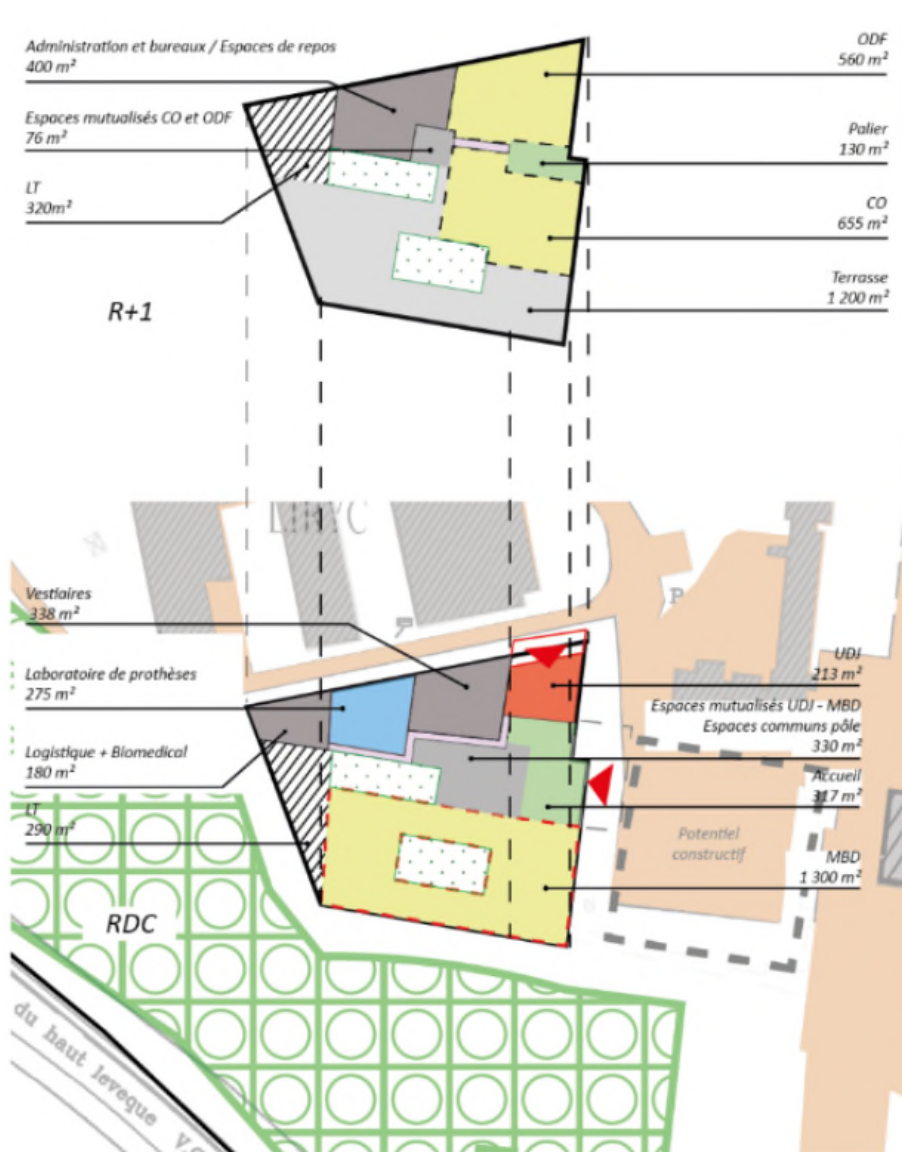 Administration et bureaux / Espaces de repos
400 m²
Espaces mutualisés CO et ODF
76 m²
LT
320m²
R+1
ODF
560 m²
Palier
130 m²
CO
655 m²
Terrasse
1 200 m²
Vestiaires
338 m²
Laboratoire de prothèses
275 m²
Logistique + Biomedical
180 m²
LT
290 m²
RDC
P
UDJ
213 m²
Espaces mutualisés UDJ - MBD
Espaces communs pôle
330 m²
Accueil
317 m²
Potentiel
constructif
MBD
1 300 m²
du haut leveque